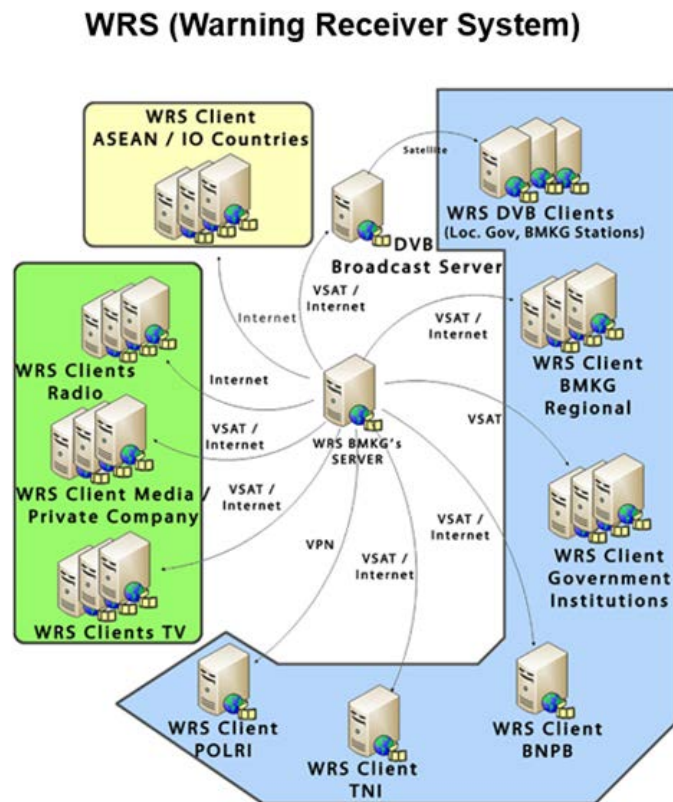 WRS (Warning Receiver System)
WRS Client
ASEAN / IO Countries
Satellite
WRS DVB Clients
(Loc. Gov, BMKG Stations)
DVB
Broadcast Server
VSAT /
Internet
Internet
VSAT /
Internet
WRS Client
BMKG
Regional
WRS Clients
Radio
Internet
WRS BMKG's
SERVER
VSAT
VSAT /
Internet
WRS Client Media /
Private Company
VSAT /
Internet
VSAT /
Internet
VPN
VSAT /
Internet
WRS Client
Government
Institutions
WRS Clients TV
WRS Client
POLRI
WRS Client
TNI
WRS Client
BNPB